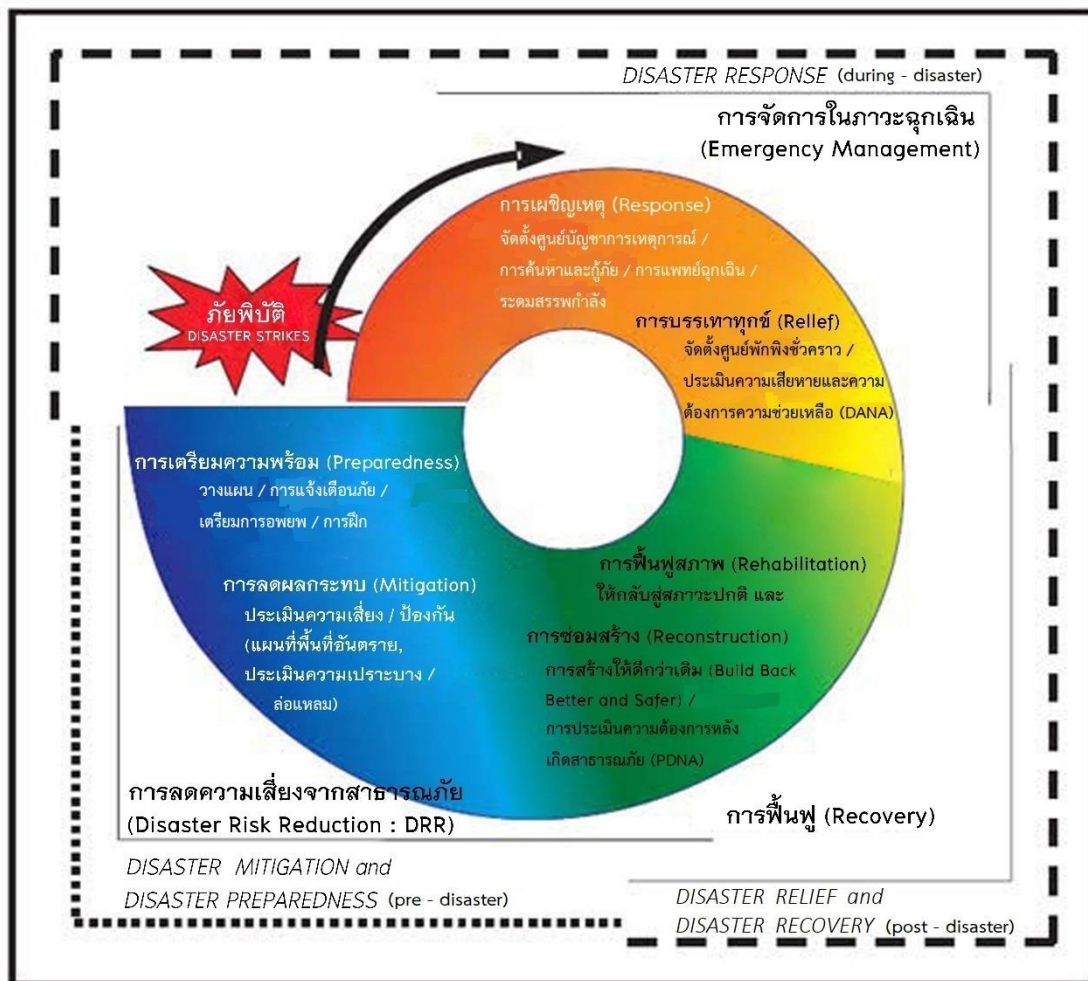 DISASTER RESPONSE (during - disaster)
การจัดการในภาวะฉุกเฉิน
(Emergency Management)
การเผชิญเหตุ (Response)
จัดตั้งศูนย์บัญชาการเหตุการณ์ /
การค้นหาและกู้ภัย / การแพทย์ฉุกเฉิน /
ระดมสรรพกำลัง
ภัยพิบัติ
DISASTER STRIKES
การบรรเทาทุกข์ (Rellef)
จัดตั้งศูนย์พักพิงชั่วคราว /
ประเมินความเสียหายและความ
ต้องการความช่วยเหลือ (DANA)
การเตรียมความพร้อม (Preparedness)
วางแผน / การแจ้งเตือนภัย /
เตรียมการอพยพ / การฝึก
การลดผลกระทบ (Mitigation)
ประเมินความเสี่ยง / ป้องกัน
(แผนที่พื้นที่อันตราย,
ประเมินความเปราะบาง /
ล่อแหลม)
การฟื้นฟูสภาพ (Rehabilitation)
ให้กลับสู่สภาวะปกติ และ
การซ่อมสร้าง (Reconstruction)
การสร้างให้ดีกว่าเดิม (Build Back
Better and Safer) /
การประเมินความต้องการหลัง
เกิดสาธารณภัย (PDNA)
การลดความเสี่ยงจากสาธารณภัย
(Disaster Risk Reduction : DRR)
การฟื้นฟู (Recovery)
DISASTER MITIGATION and
DISASTER PREPAREDNESS (pre - disaster)
DISASTER RELIEF and
DISASTER RECOVERY (post - disaster)